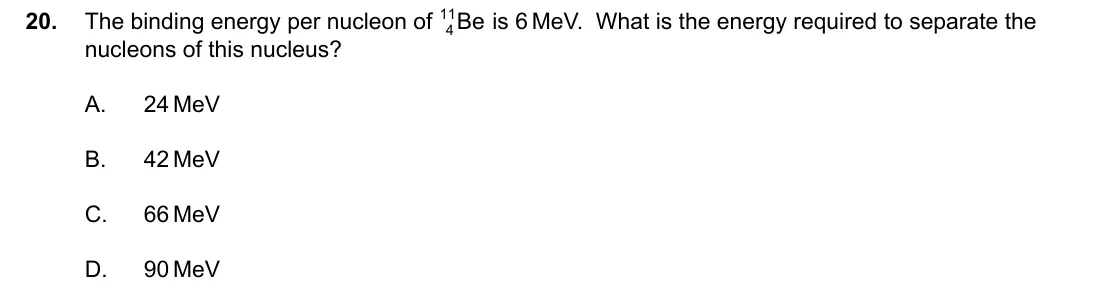 20. The binding energy per nucleon of ¹¹₄Be is 6 MeV. What is the energy required to separate the
nucleons of this nucleus?
A. 24 MeV
B. 42 MeV
C. 66 MeV
D. 90 MeV